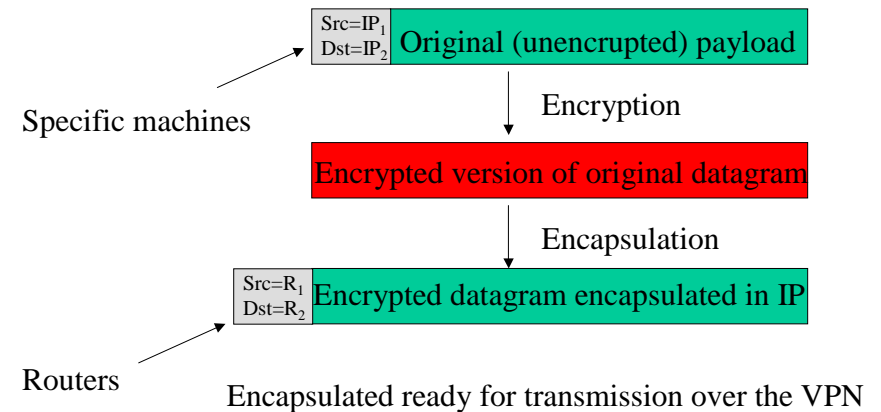 Src=IP₁
Dst=IP₂
Original (unencrupted) payload
Specific machines
Encryption
Encrypted version of original datagram
Encapsulation
Src=R₁
Dst=R₂
Encrypted datagram encapsulated in IP
Routers
Encapsulated ready for transmission over the VPN